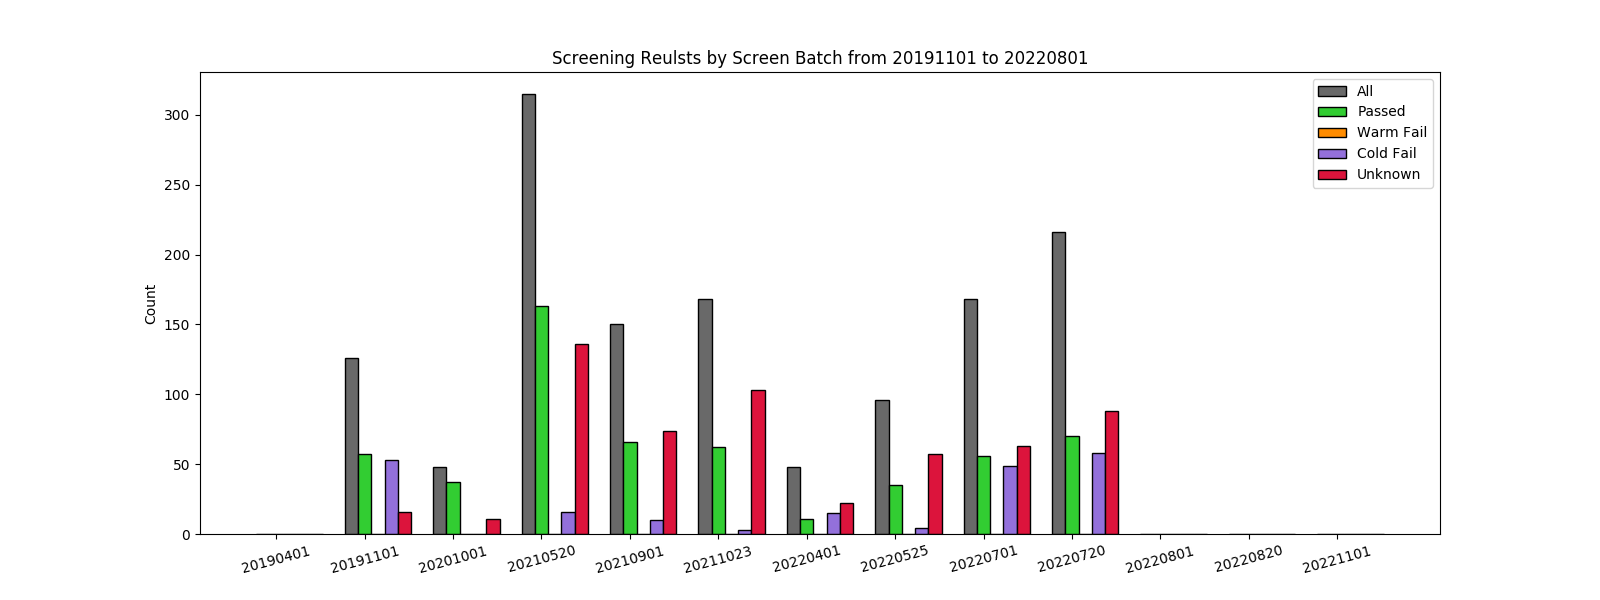 Screening Reulsts by Screen Batch from 20191101 to 20220801
All
Passed
Warm Fail
Cold Fail
Unknown
Count
300
250
200
150
100
50
0
20190401 20191101 20201001 20210520 20210901 20211023 20220401 20220525 20220701 20220720 20220801 20220820 20221101